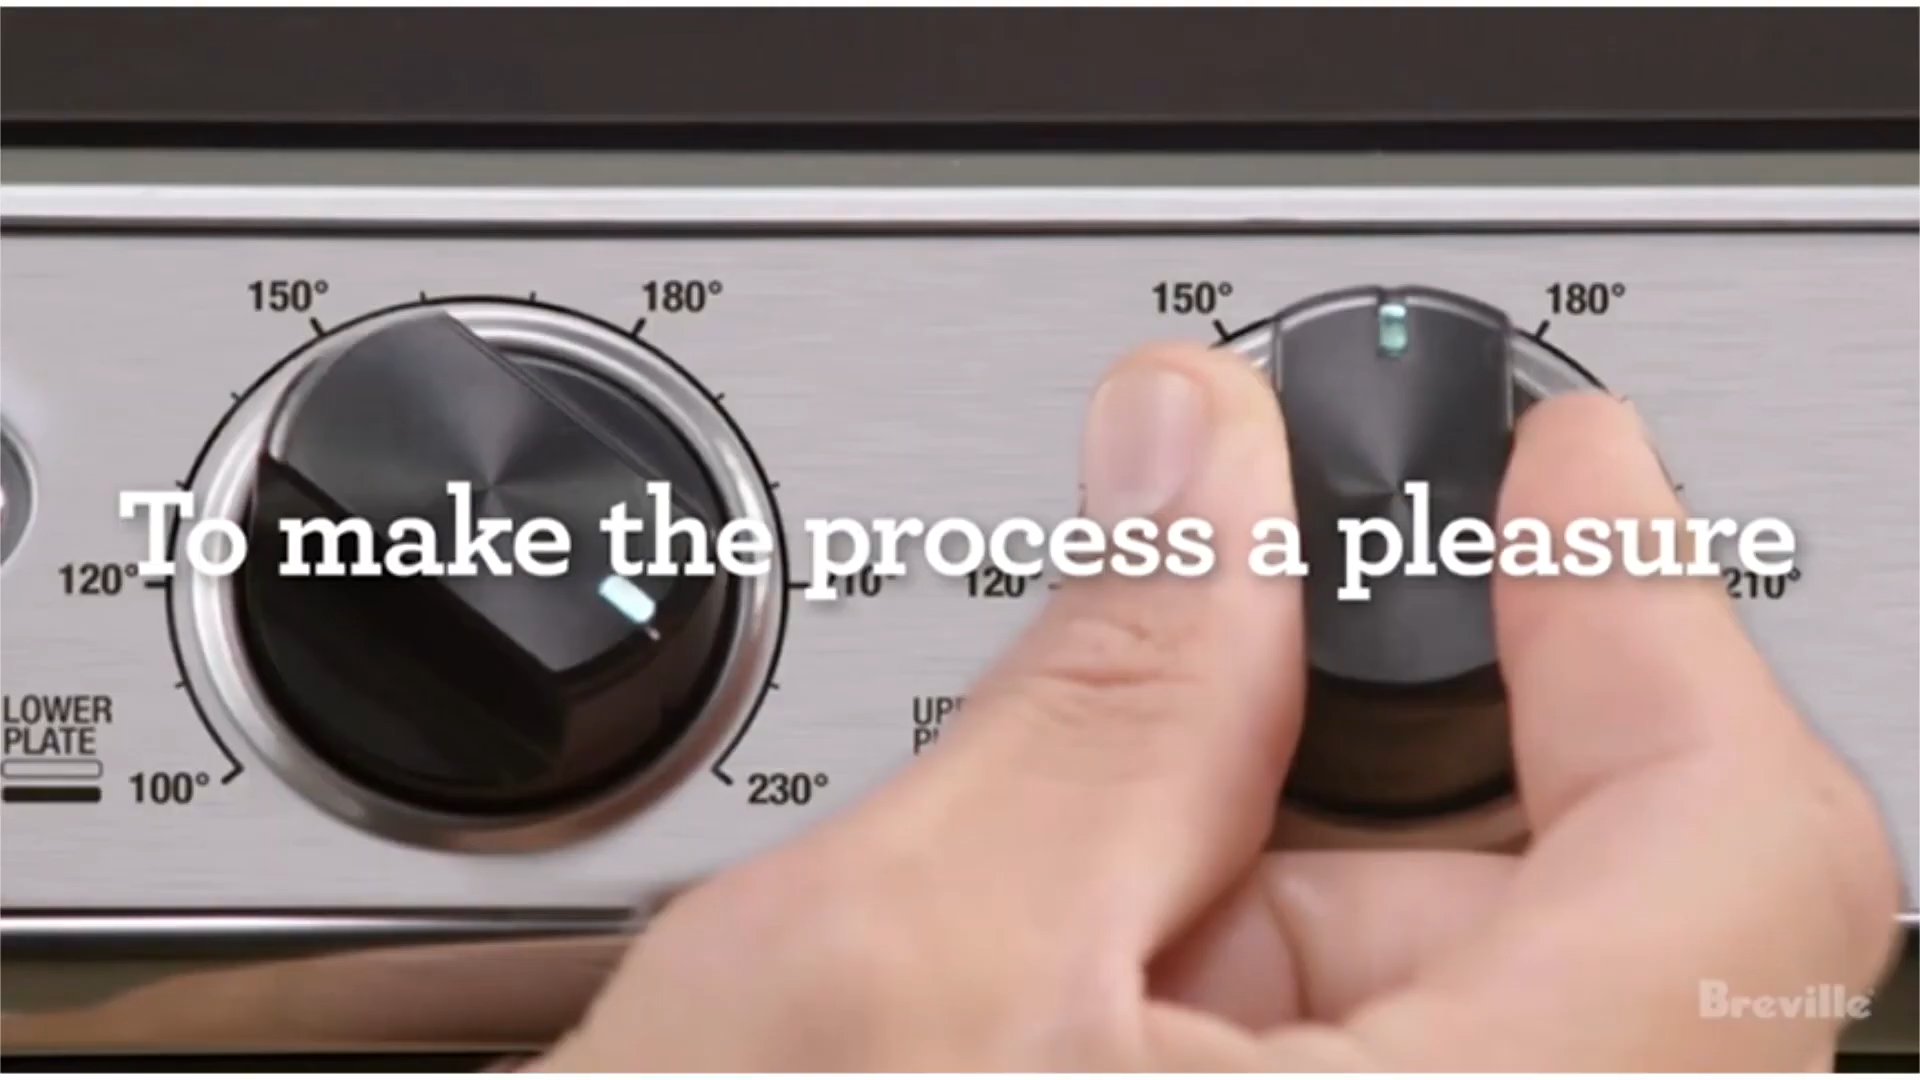 150°
180°
150°
180°
To make the process a pleasure
120°
120°
210°
LOWER
PLATE
100°
230°
Breville